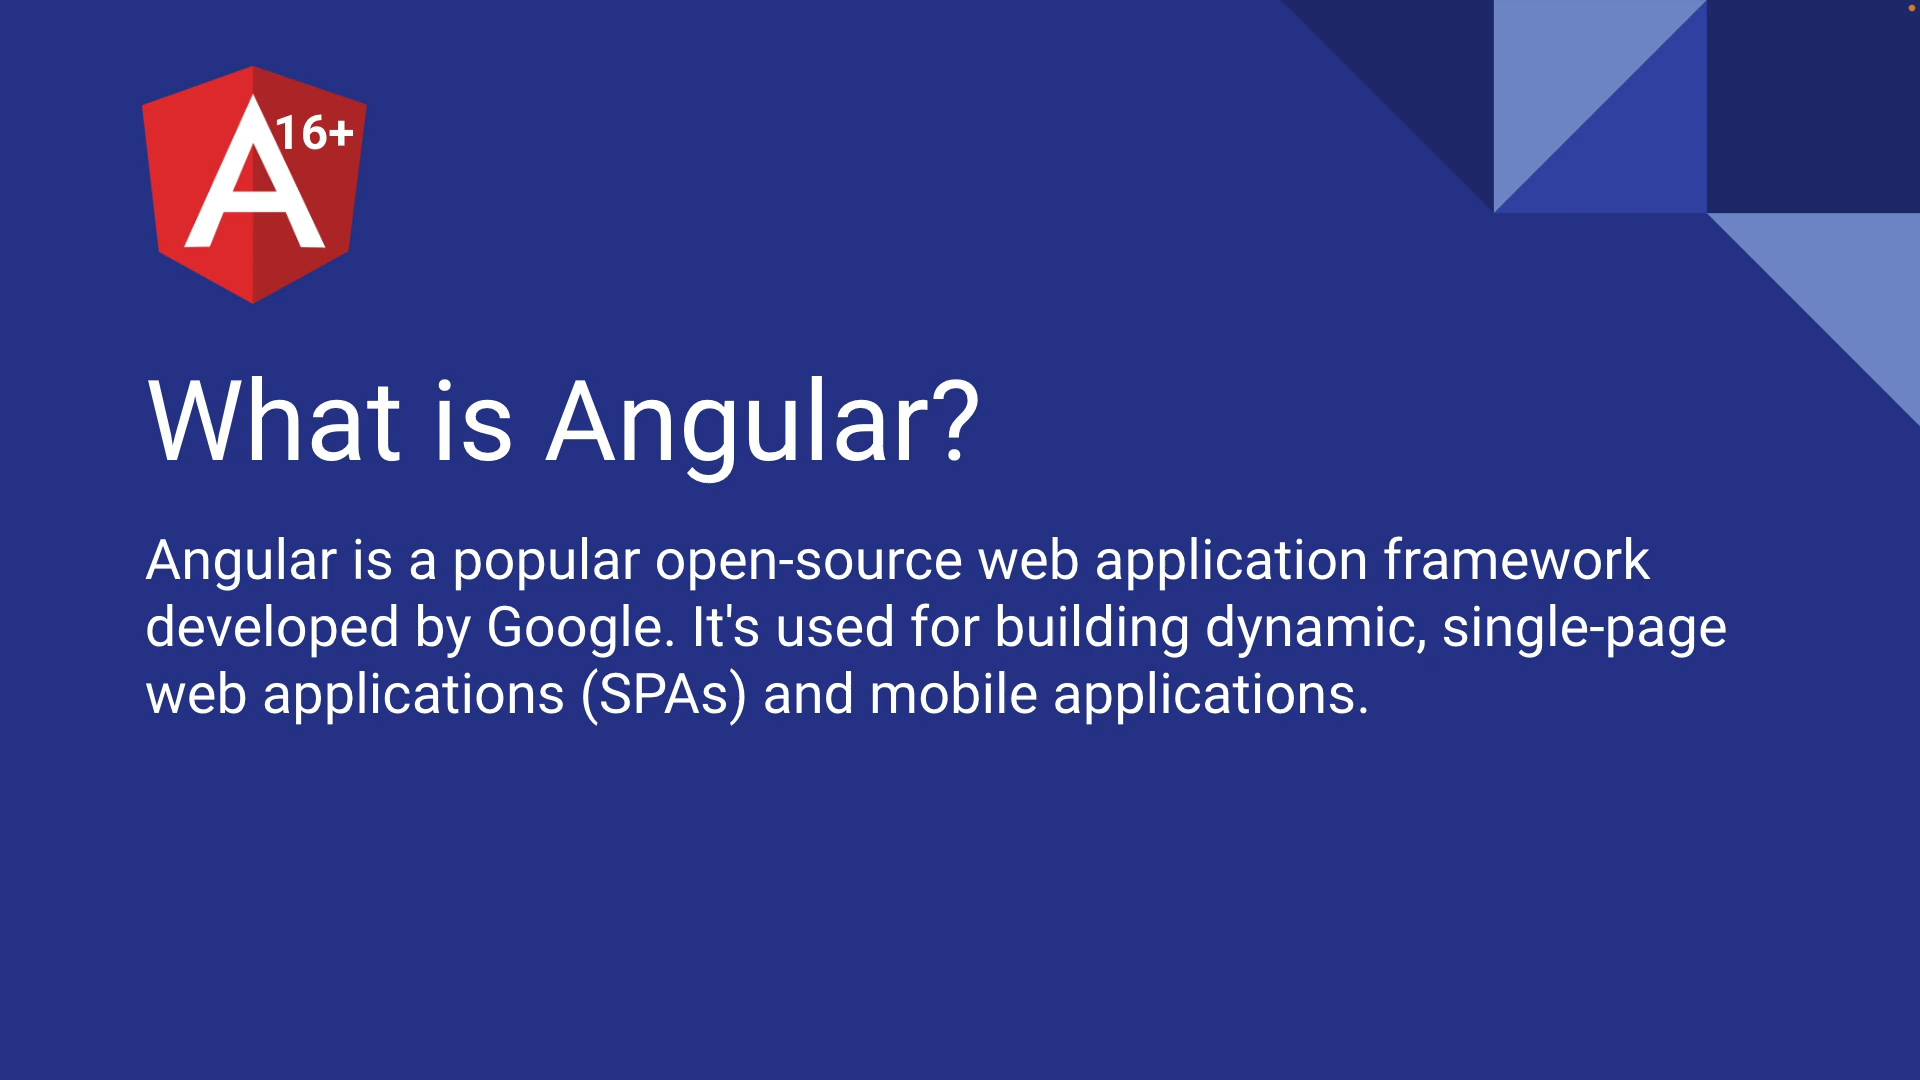 A
16+
What is Angular?
Angular is a popular open-source web application framework
developed by Google. It's used for building dynamic, single-page
web applications (SPAs) and mobile applications.